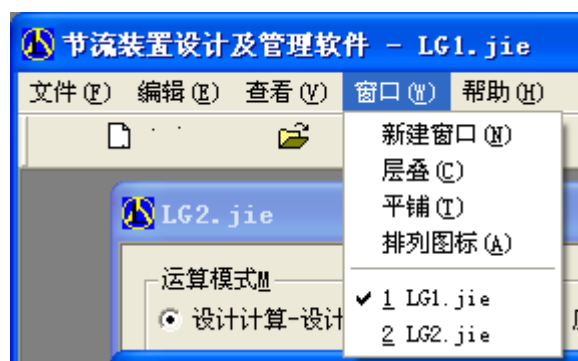 节流装置设计及管理软件 - LG1.jie
文件(F) 编辑(E) 查看(V) 窗口(W) 帮助(H)
新建窗口(N)
层叠(C)
平铺(T)
排列图标(A)
1 LG1.jie
2 LG2.jie
LG2.jie
运算模式M
设计计算-设计